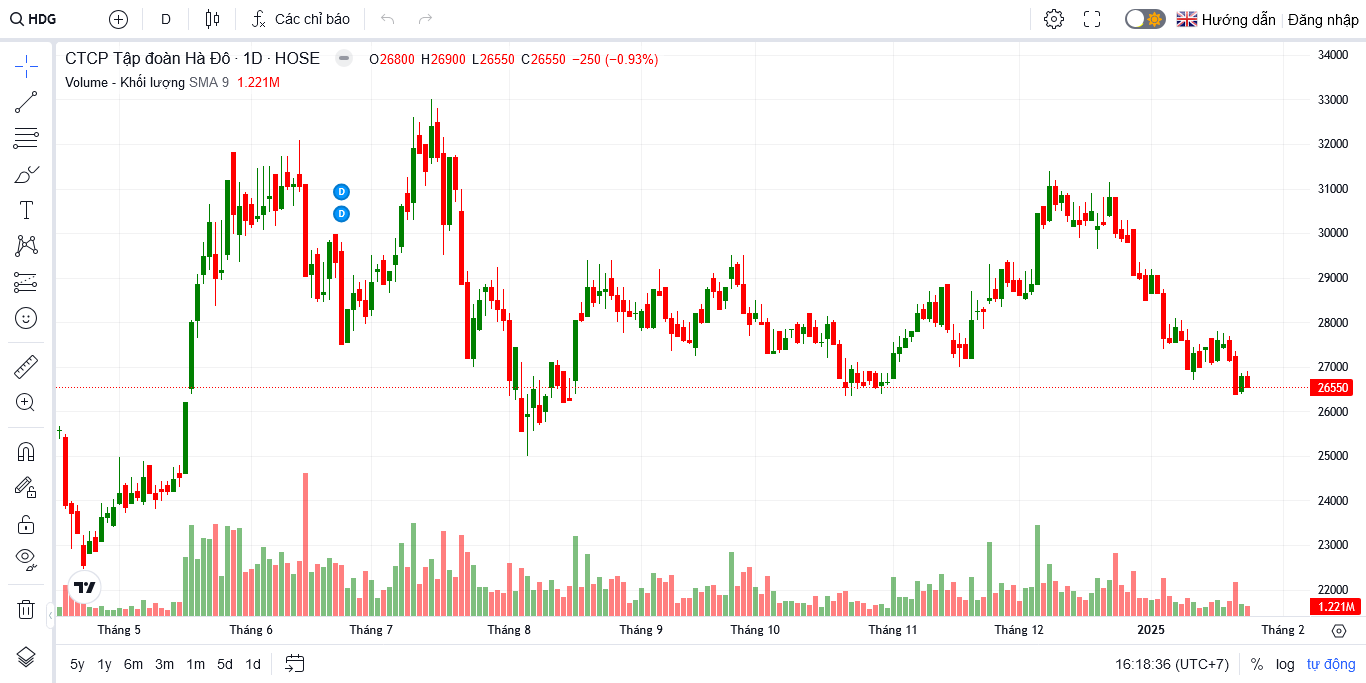 HDG D Các chỉ báo Hướng dẫn Đăng nhập
CTCP Tập đoàn Hà Đô · 1D · HOSE O26800 H26900 L26550 C26550 −250 (−0.93%)
Volume - Khối lượng SMA 9 1.221M
34000
33000
32000
31000
30000
29000
28000
27000
26550
26000
25000
24000
23000
22000
1.221M
D
D
Tháng 5 Tháng 6 Tháng 7 Tháng 8 Tháng 9 Tháng 10 Tháng 11 Tháng 12 2025 Tháng 2
5y 1y 6m 3m 1m 5d 1d 16:18:36 (UTC+7) % log tự động